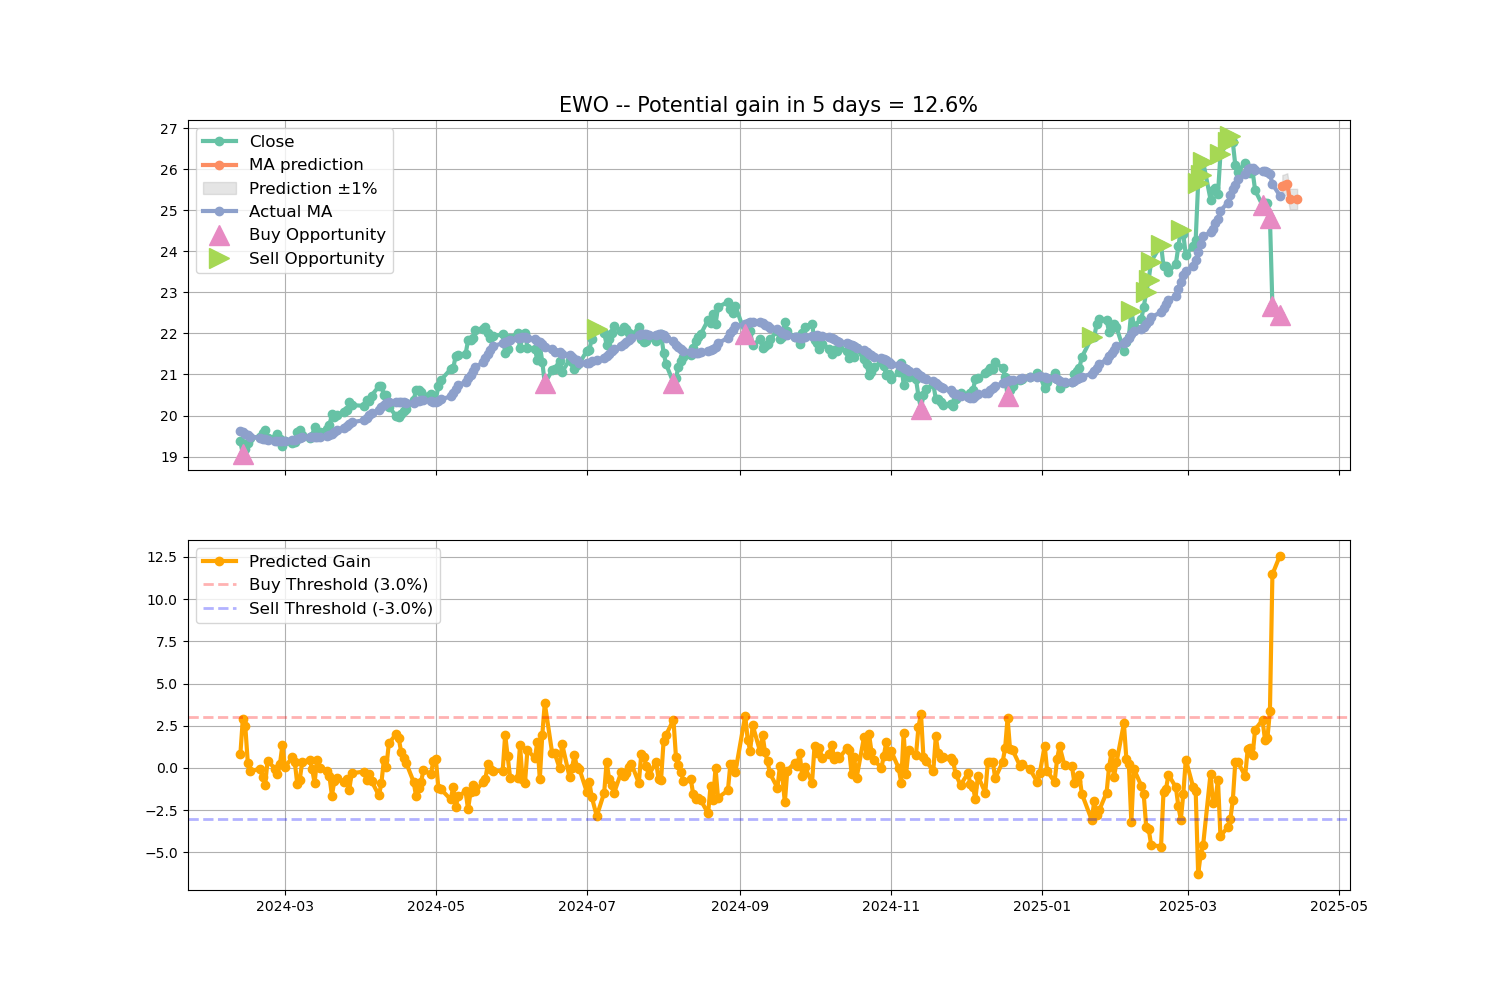 EWO -- Potential gain in 5 days = 12.6%
27
26
25
24
23
22
21
20
19
Close
MA prediction
Prediction ±1%
Actual MA
Buy Opportunity
Sell Opportunity
12.5
10.0
7.5
5.0
2.5
0.0
−2.5
−5.0
Predicted Gain
Buy Threshold (3.0%)
Sell Threshold (-3.0%)
2024-03
2024-05
2024-07
2024-09
2024-11
2025-01
2025-03
2025-05